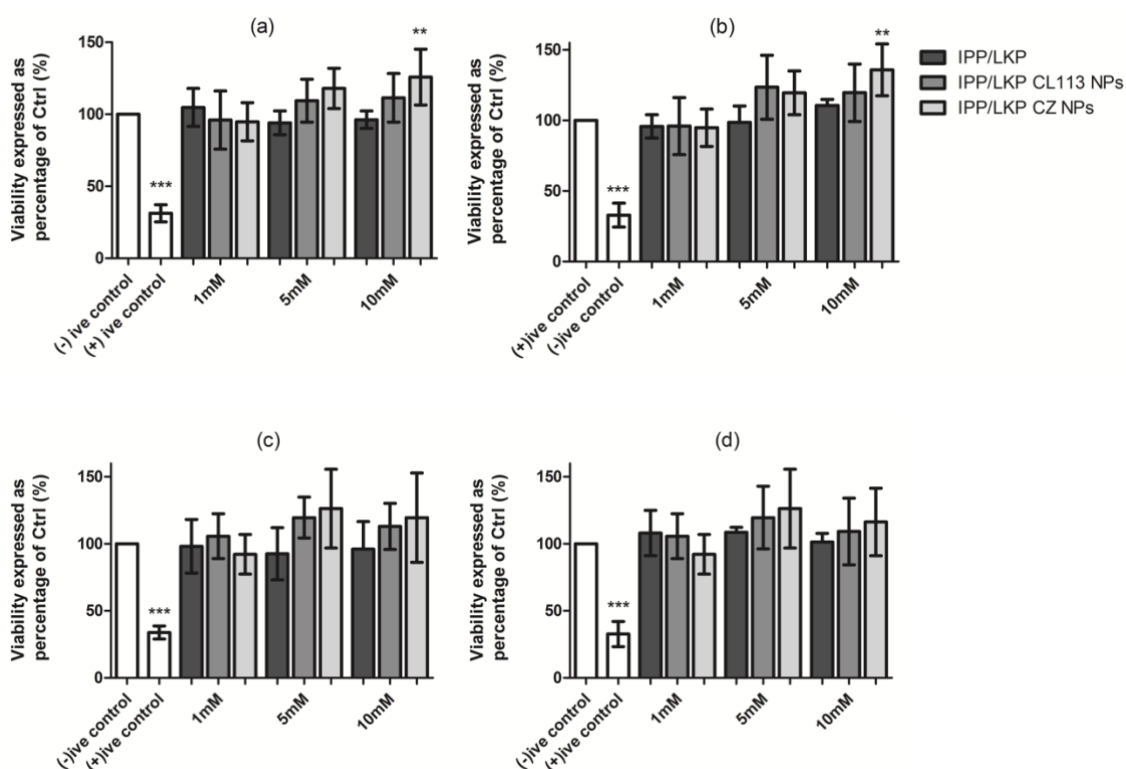 (a)
Viability expressed as
percentage of Ctrl (%)
150
100
50
0
***
**
(-) ive control
(+) ive control
1mM
5mM
10mM
(b)
Viability expressed as
percentage of Ctrl (%)
150
100
50
0
***
**
(+)ive control
(-)ive control
1mM
5mM
10mM
IPP/LKP
IPP/LKP CL113 NPs
IPP/LKP CZ NPs
(c)
Viability expressed as
percentage of Ctrl (%)
150
100
50
0
***
(-)ive control
(+)ive control
1mM
5mM
10mM
(d)
Viability expressed as
percentage of Ctrl (%)
150
100
50
0
***
(-)ive control
(+)ive control
1mM
5mM
10mM